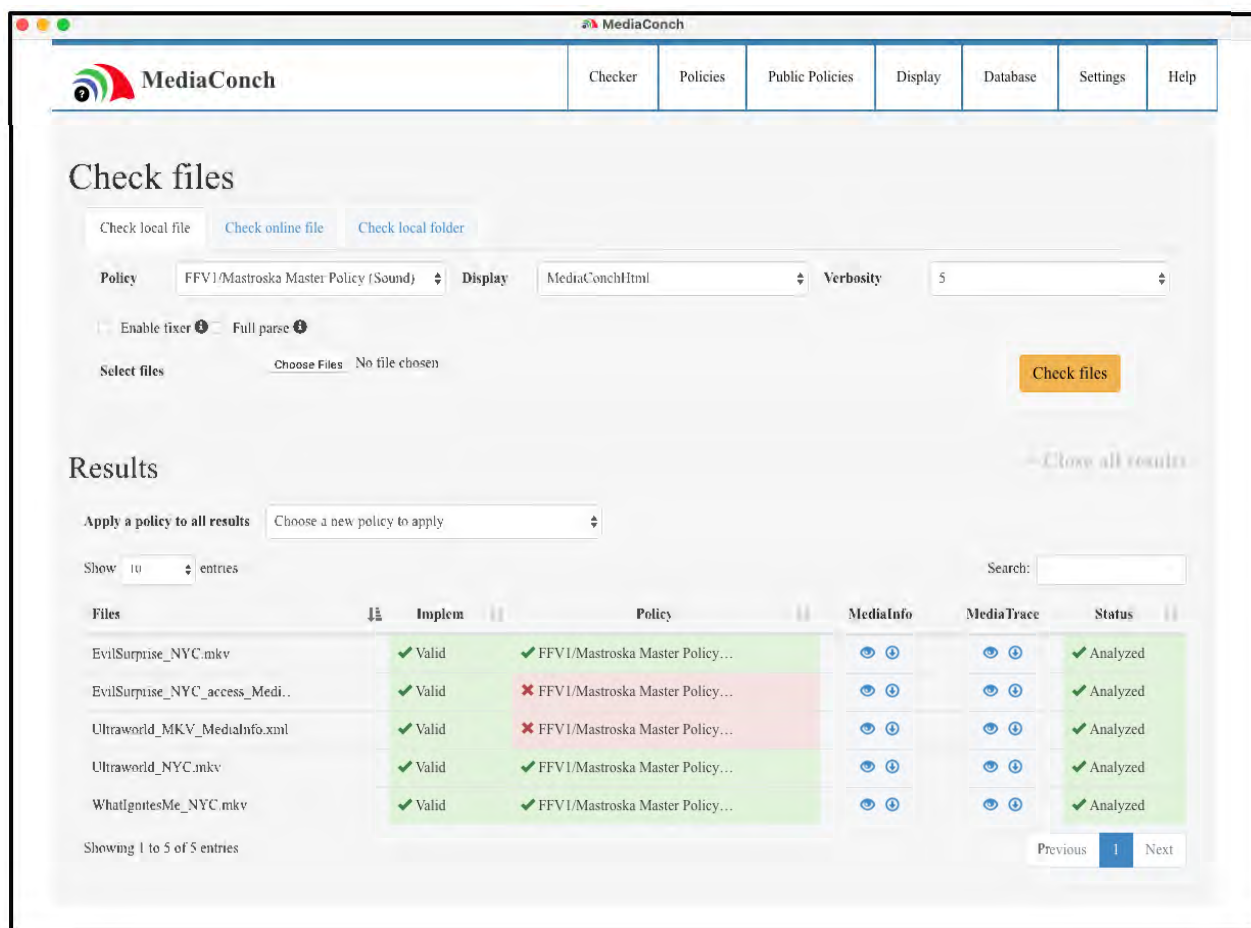 MediaConch
MediaConch Checker Policies Public Policies Display Database Settings Help
Check files
Check local file Check online file Check local folder
Policy FFV1/Mastroska Master Policy (Sound) Display MediaConchHtml Verbosity 5
Enable fixer Full parse
Select files Choose Files No file chosen Check files
Results Close all results
Apply a policy to all results Choose a new policy to apply
Show 10 entries Search:
Files Implem Policy MediaInfo MediaTrace Status
EvilSurprise_NYC.mkv Valid FFV1/Mastroska Master Policy... Analyzed
EvilSurprise_NYC_access_Medi.. Valid FFV1/Mastroska Master Policy... Analyzed
Ultraworld_MKV_MediaInfo.xml Valid FFV1/Mastroska Master Policy... Analyzed
Ultraworld_NYC.mkv Valid FFV1/Mastroska Master Policy... Analyzed
WhatIgnitesMe_NYC.mkv Valid FFV1/Mastroska Master Policy... Analyzed
Showing 1 to 5 of 5 entries Previous 1 Next